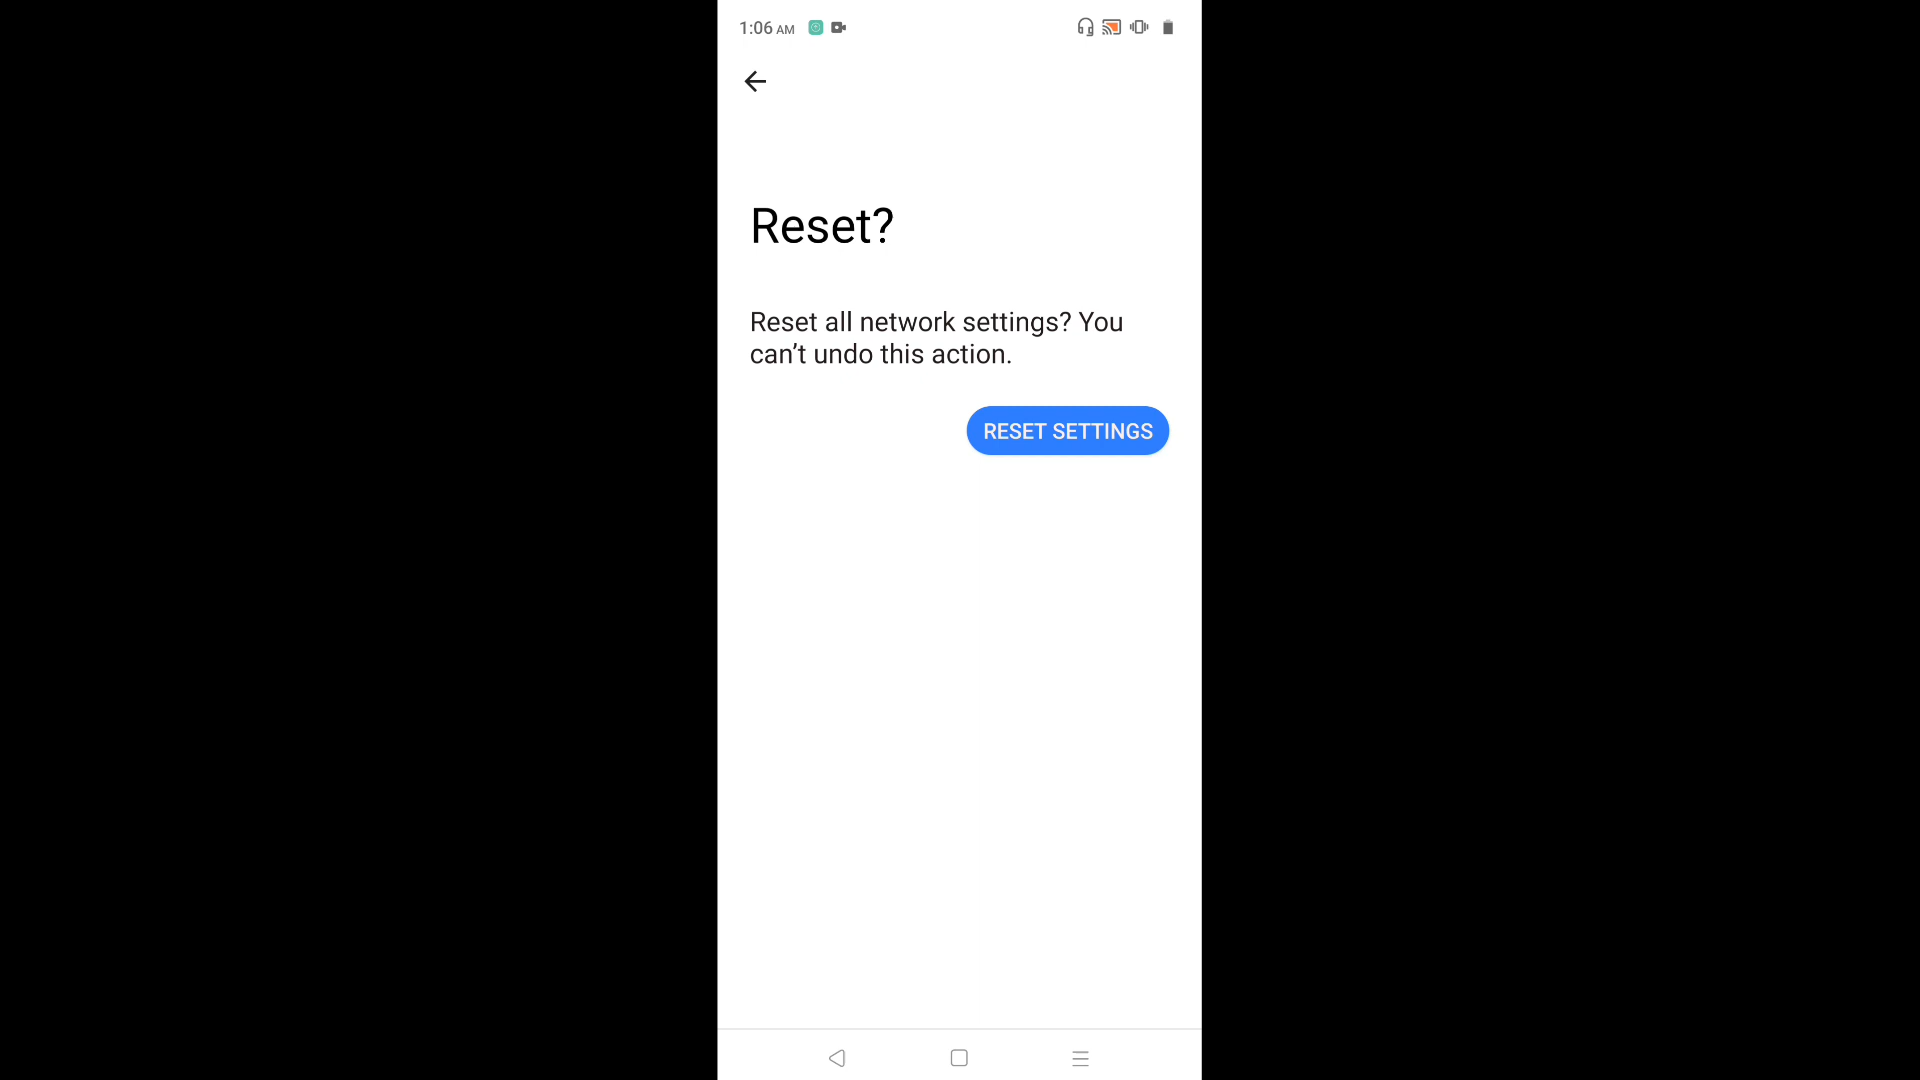 1:06 AM
Reset?
Reset all network settings? You
can’t undo this action.
RESET SETTINGS